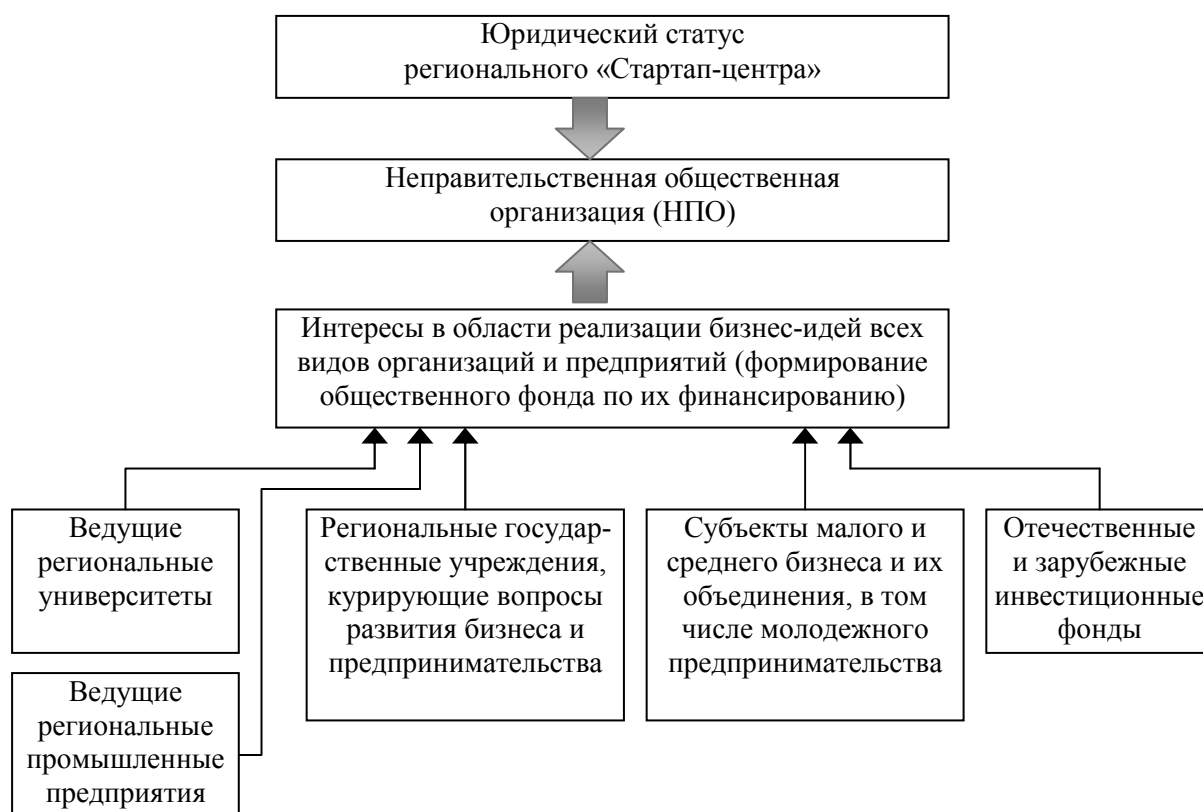 Юридический статус
регионального «Стартап-центра»
Неправительственная общественная
организация (НПО)
Интересы в области реализации бизнес-идей всех
видов организаций и предприятий (формирование
общественного фонда по их финансированию)
Ведущие
региональные
университеты
Региональные государ-
ственные учреждения,
курирующие вопросы
развития бизнеса и
предпринимательства
Субъекты малого и
среднего бизнеса и их
объединения, в том
числе молодежного
предпринимательства
Отечественные
и зарубежные
инвестиционные
фонды
Ведущие
региональные
промышленные
предприятия